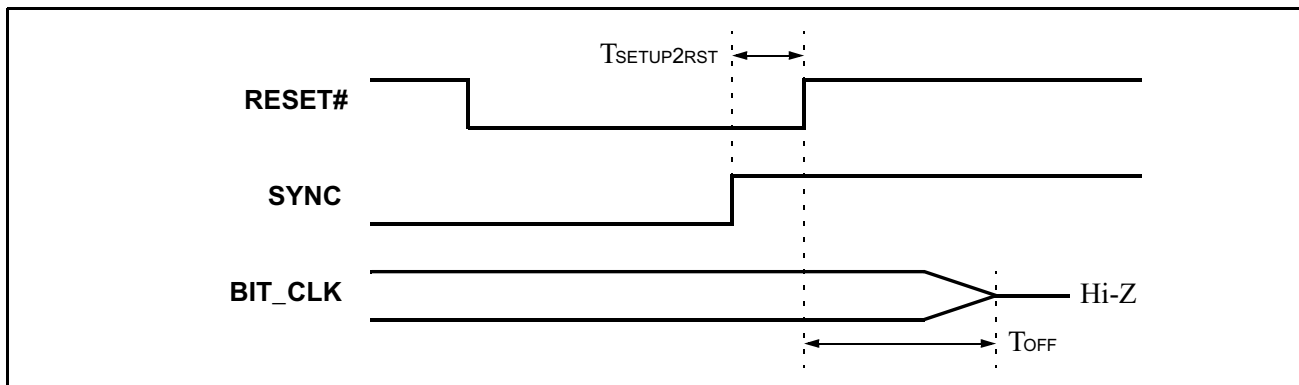 TSETUP2RST
RESET#
SYNC
BIT_CLK
Hi-Z
TOFF